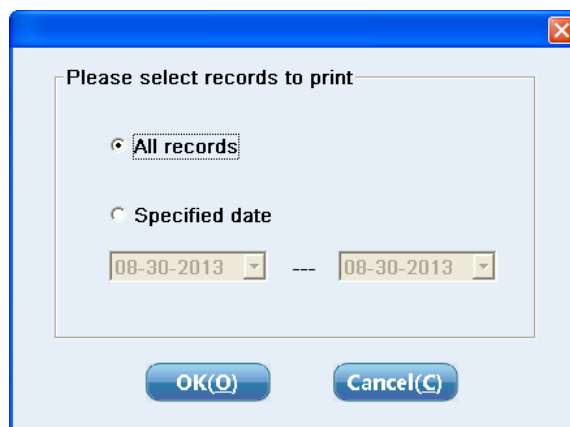 Please select records to print
All records
Specified date
08-30-2013 --- 08-30-2013
OK(O) Cancel(C)